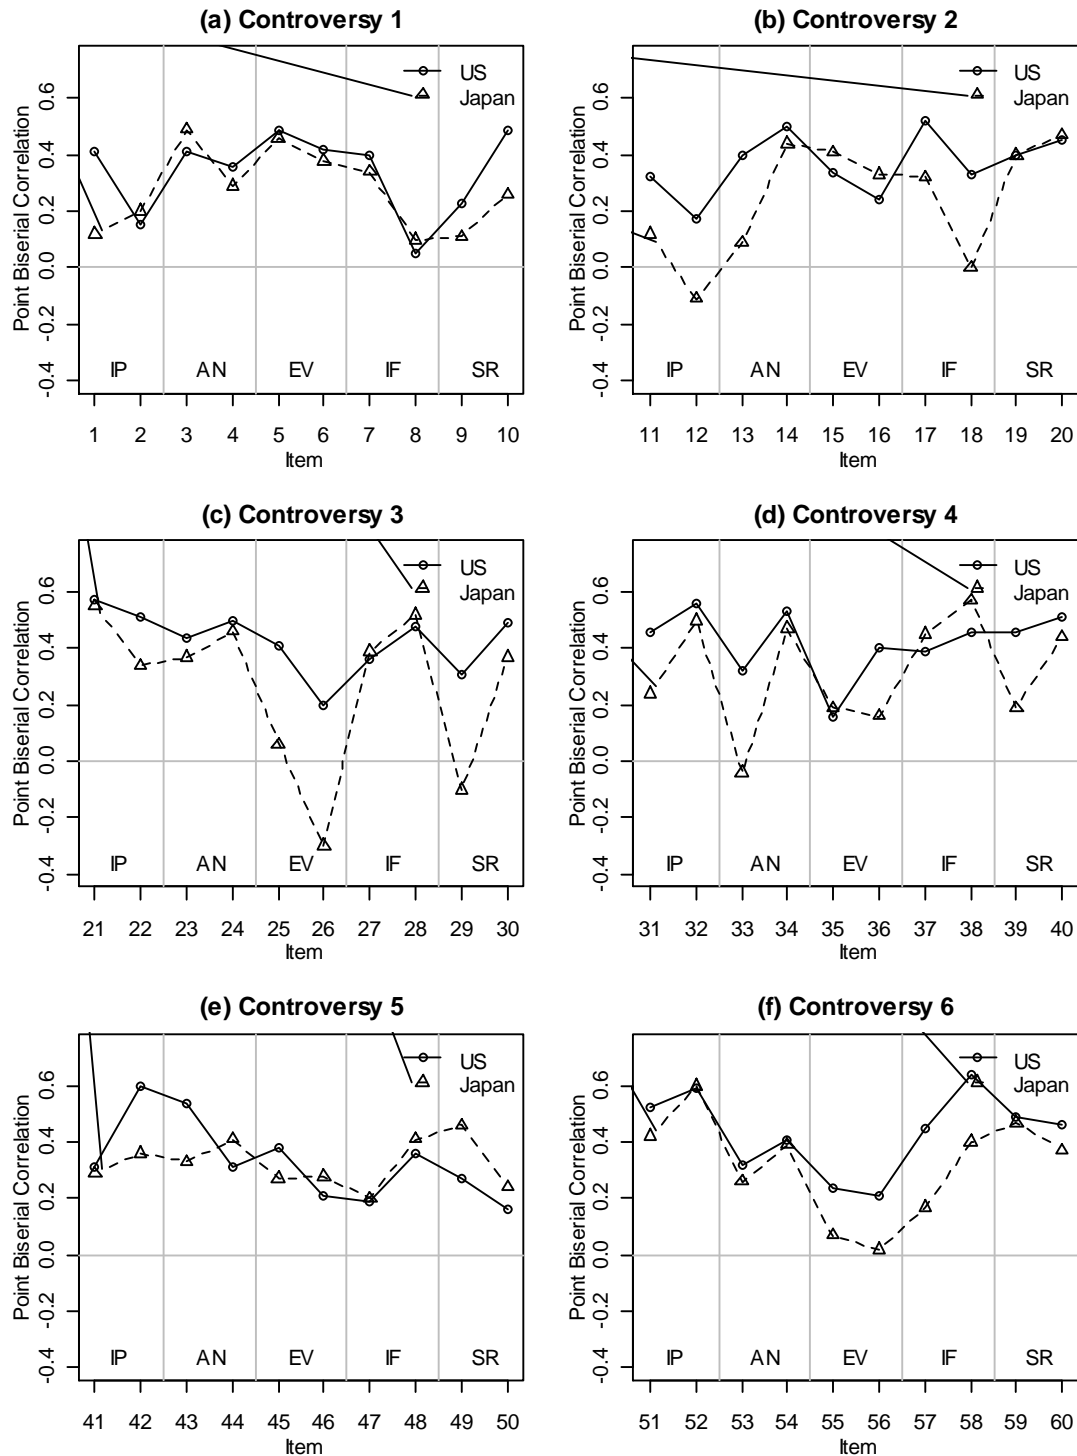 (a) Controversy 1
US
Japan
Point Biserial Correlation
0.6
0.4
0.2
0.0
-0.2
-0.4
IP AN EV IF SR
1 2 3 4 5 6 7 8 9 10
Item
(b) Controversy 2
US
Japan
Point Biserial Correlation
0.6
0.4
0.2
0.0
-0.2
-0.4
IP AN EV IF SR
11 12 13 14 15 16 17 18 19 20
Item
(c) Controversy 3
US
Japan
Point Biserial Correlation
0.6
0.4
0.2
0.0
-0.2
-0.4
IP AN EV IF SR
21 22 23 24 25 26 27 28 29 30
Item
(d) Controversy 4
US
Japan
Point Biserial Correlation
0.6
0.4
0.2
0.0
-0.2
-0.4
IP AN EV IF SR
31 32 33 34 35 36 37 38 39 40
Item
(e) Controversy 5
US
Japan
Point Biserial Correlation
0.6
0.4
0.2
0.0
-0.2
-0.4
IP AN EV IF SR
41 42 43 44 45 46 47 48 49 50
Item
(f) Controversy 6
US
Japan
Point Biserial Correlation
0.6
0.4
0.2
0.0
-0.2
-0.4
IP AN EV IF SR
51 52 53 54 55 56 57 58 59 60
Item